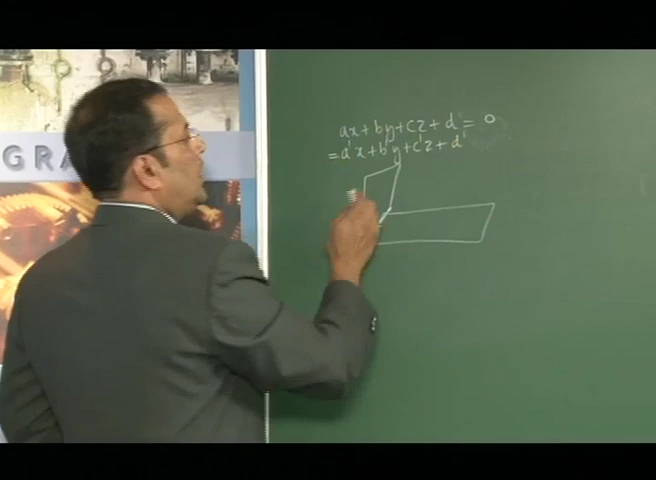 GRA
ax + by + cz + d = 0
= a'x + b'y + c'z + d'